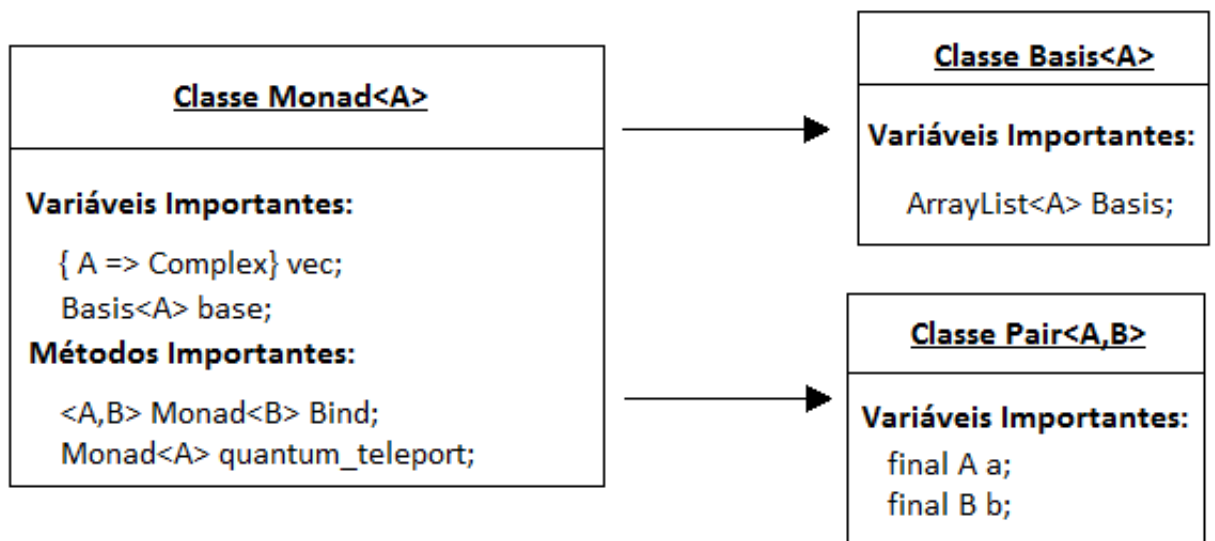 Classe Monad<A>
Variáveis Importantes:
{ A => Complex} vec;
Basis<A> base;
Métodos Importantes:
<A,B> Monad<B> Bind;
Monad<A> quantum_teleport;
Classe Basis<A>
Variáveis Importantes:
ArrayList<A> Basis;
Classe Pair<A,B>
Variáveis Importantes:
final A a;
final B b;